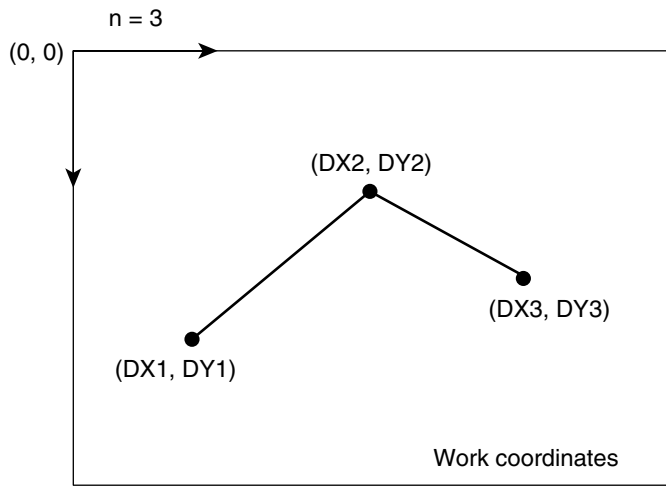 n = 3
(0, 0)
(DX2, DY2)
(DX3, DY3)
(DX1, DY1)
Work coordinates